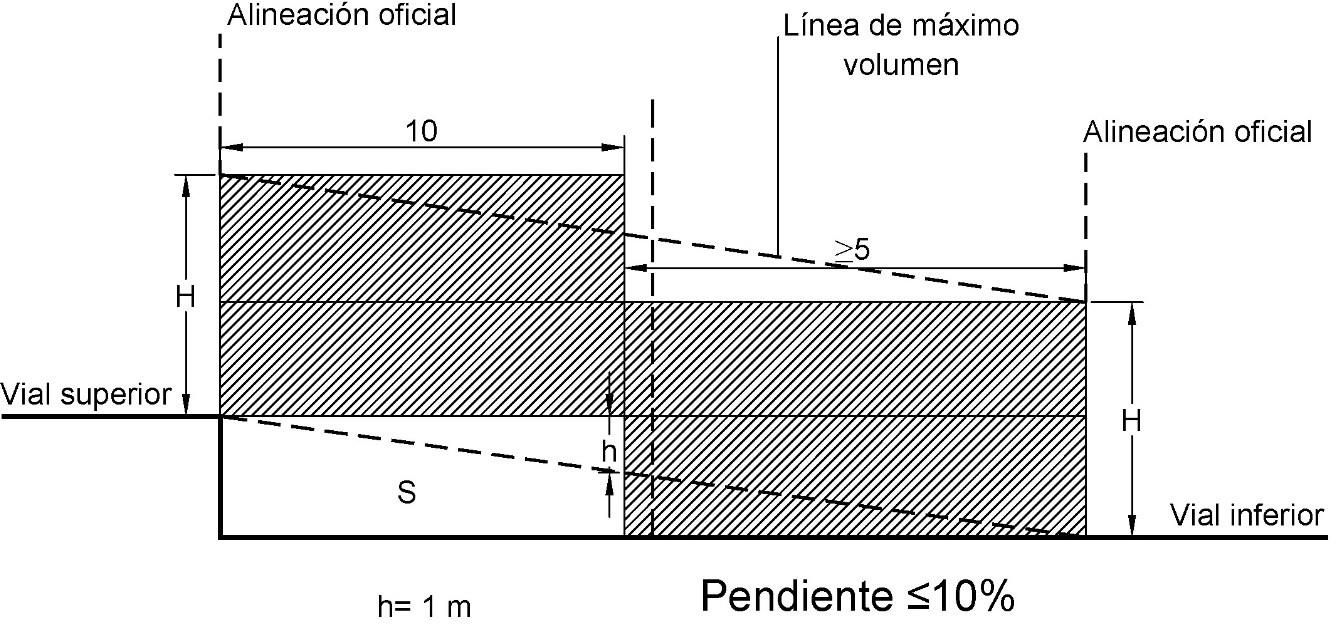 Alineación oficial
Línea de máximo
volumen
10
Alineación oficial
≥5
H
Vial superior
h
H
S
Vial inferior
h= 1 m
Pendiente ≤10%